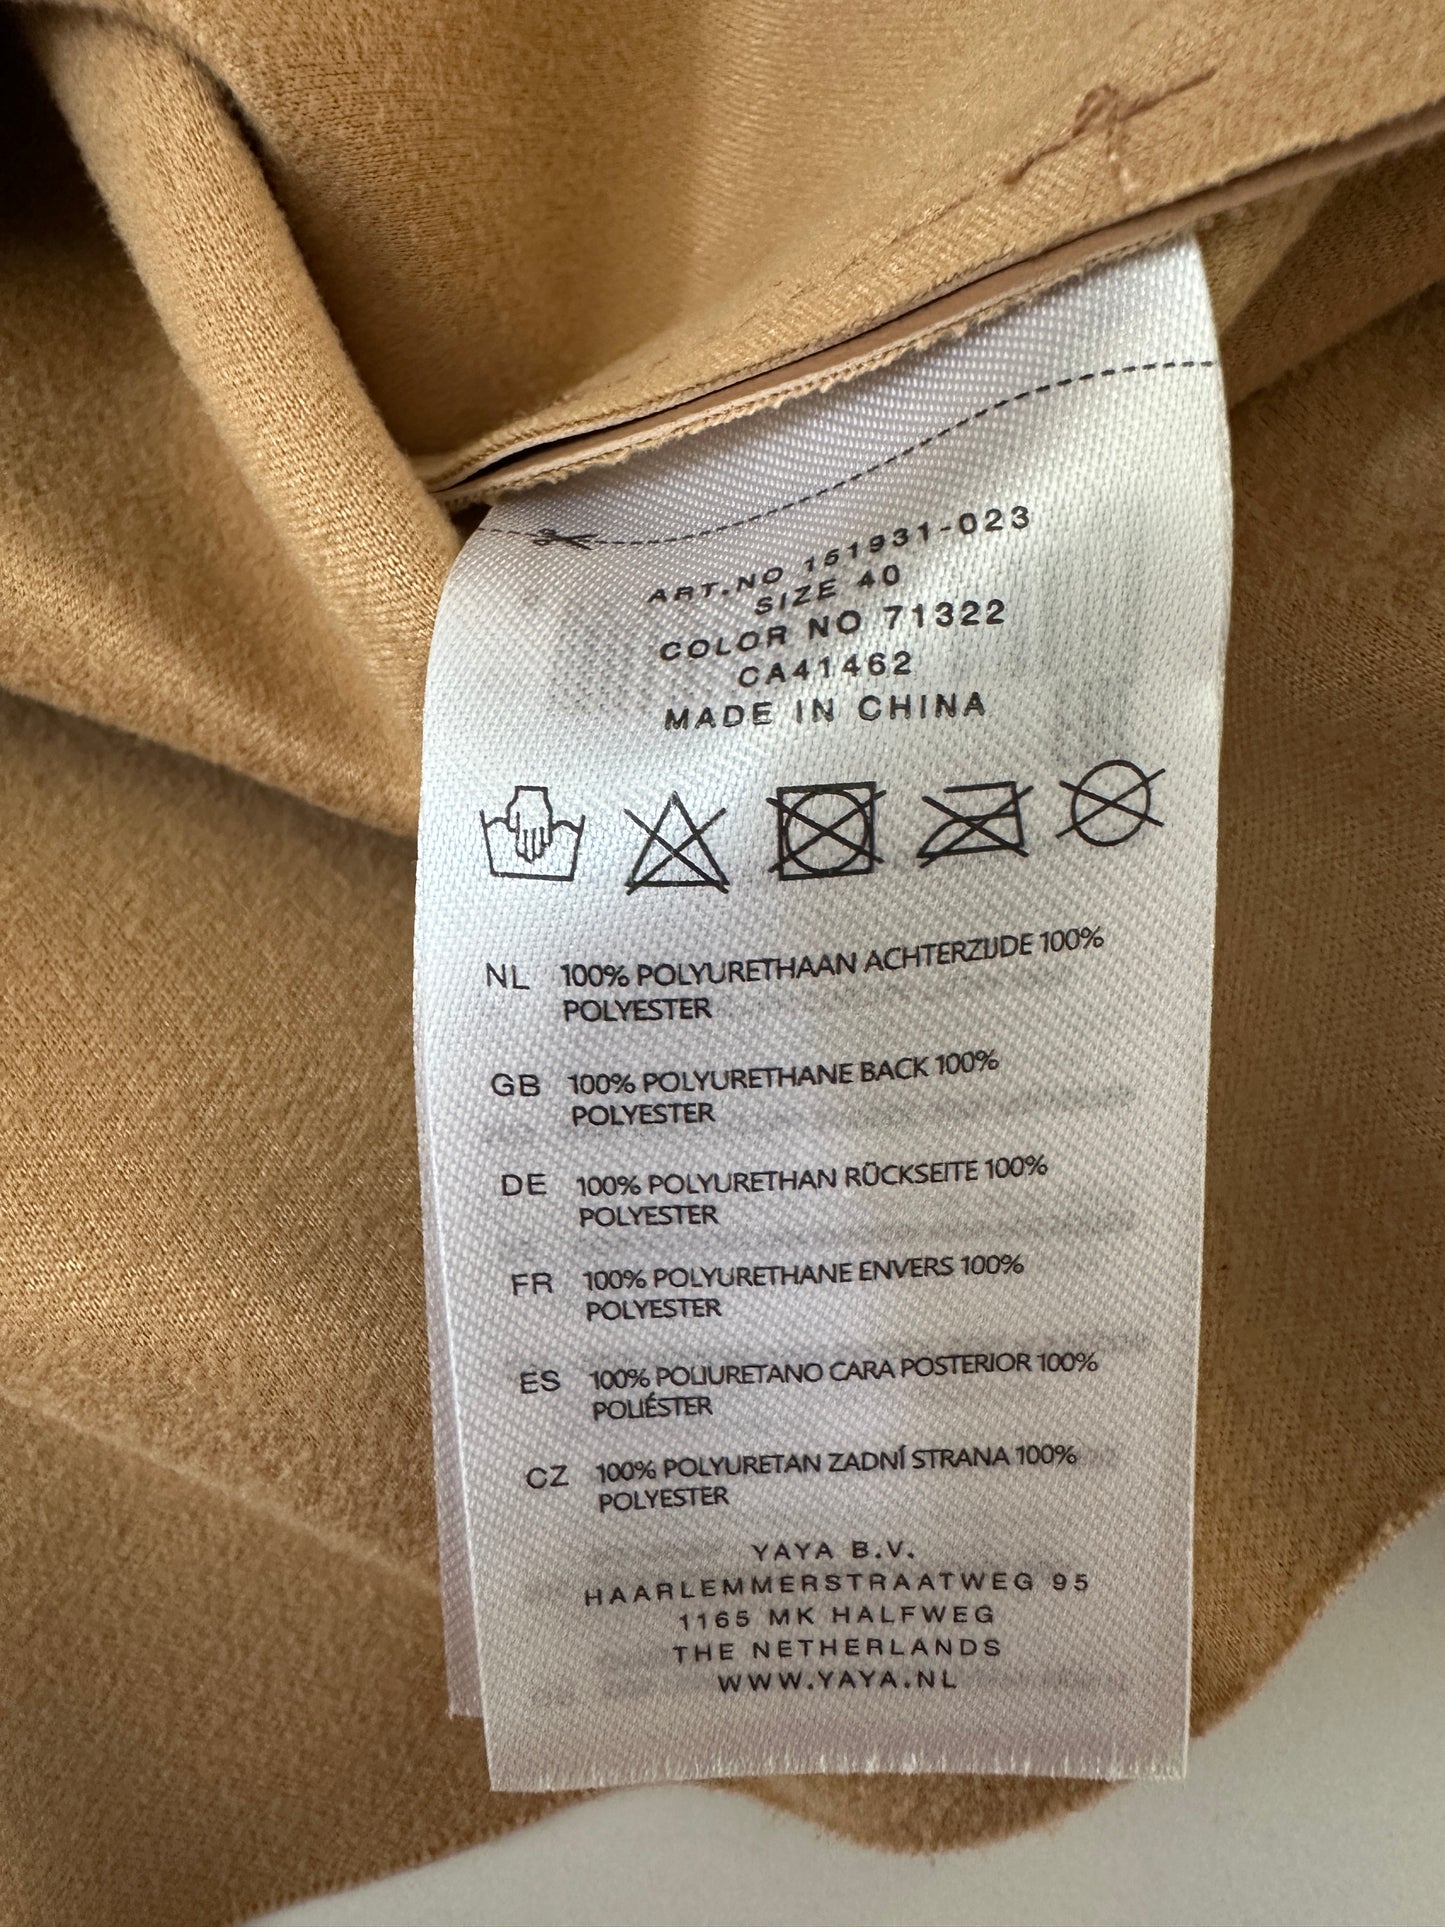 ART.NO 151931-023
SIZE 40
COLOR NO 71322
CA41462
MADE IN CHINA
NL 100% POLYURETHAAN ACHTERZIJDE 100%
POLYESTER
GB 100% POLYURETHANE BACK 100%
POLYESTER
DE 100% POLYURETHAN RÜCKSEITE 100%
POLYESTER
FR 100% POLYURETHANE ENVERS 100%
POLYESTER
ES 100% POLIURETANO CARA POSTERIOR 100%
POLIÉSTER
CZ 100% POLYURETAN ZADNÍ STRANA 100%
POLYESTER
YAYA B.V.
HAARLEMMERSTRAATWEG 95
1165 MK HALFWEG
THE NETHERLANDS
WWW.YAYA.NL